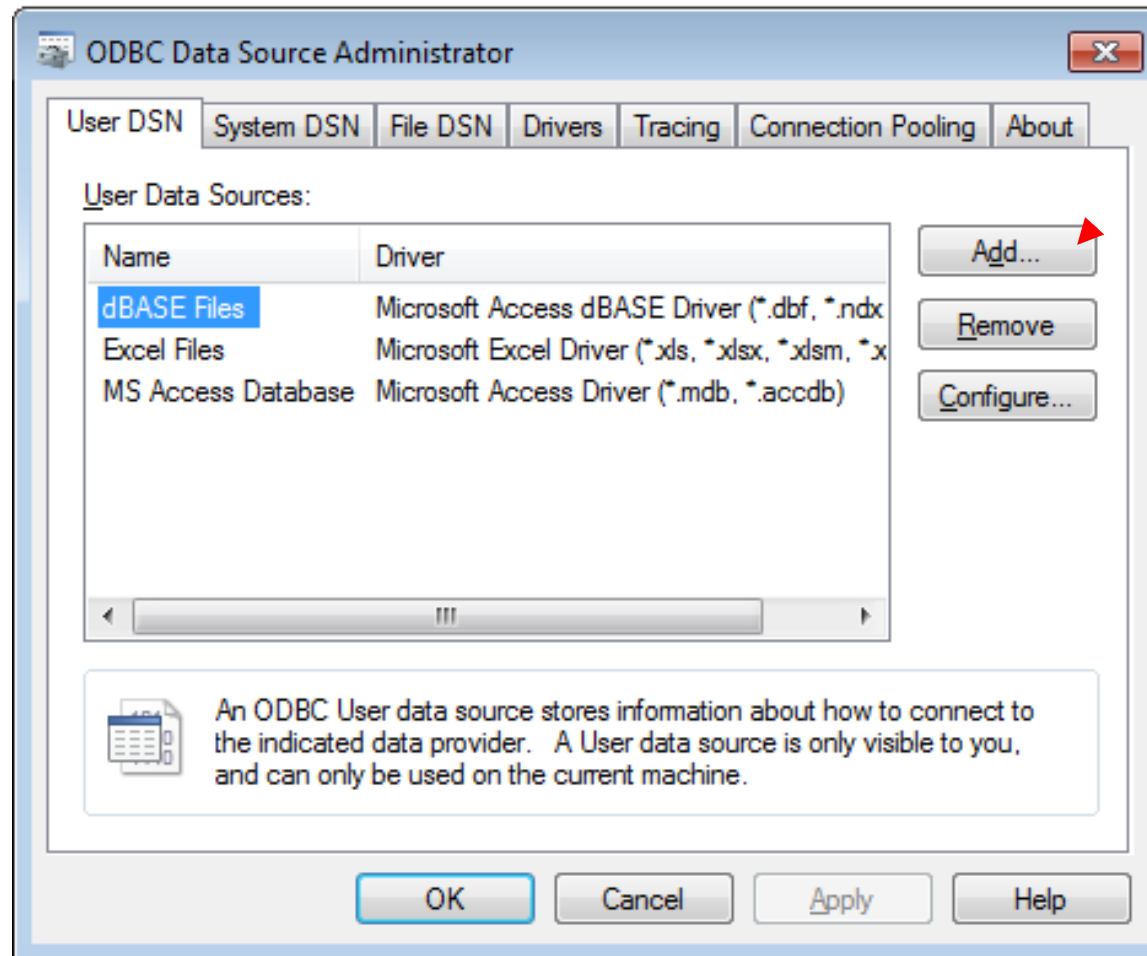 ODBC Data Source Administrator
User DSN System DSN File DSN Drivers Tracing Connection Pooling About
User Data Sources:
Name Driver
dBASE Files Microsoft Access dBASE Driver (*.dbf, *.ndx
Excel Files Microsoft Excel Driver (*.xls, *.xlsx, *.xlsm, *.x
MS Access Database Microsoft Access Driver (*.mdb, *.accdb)
Add...
Remove
Configure...
An ODBC User data source stores information about how to connect to
the indicated data provider. A User data source is only visible to you,
and can only be used on the current machine.
OK Cancel Apply Help